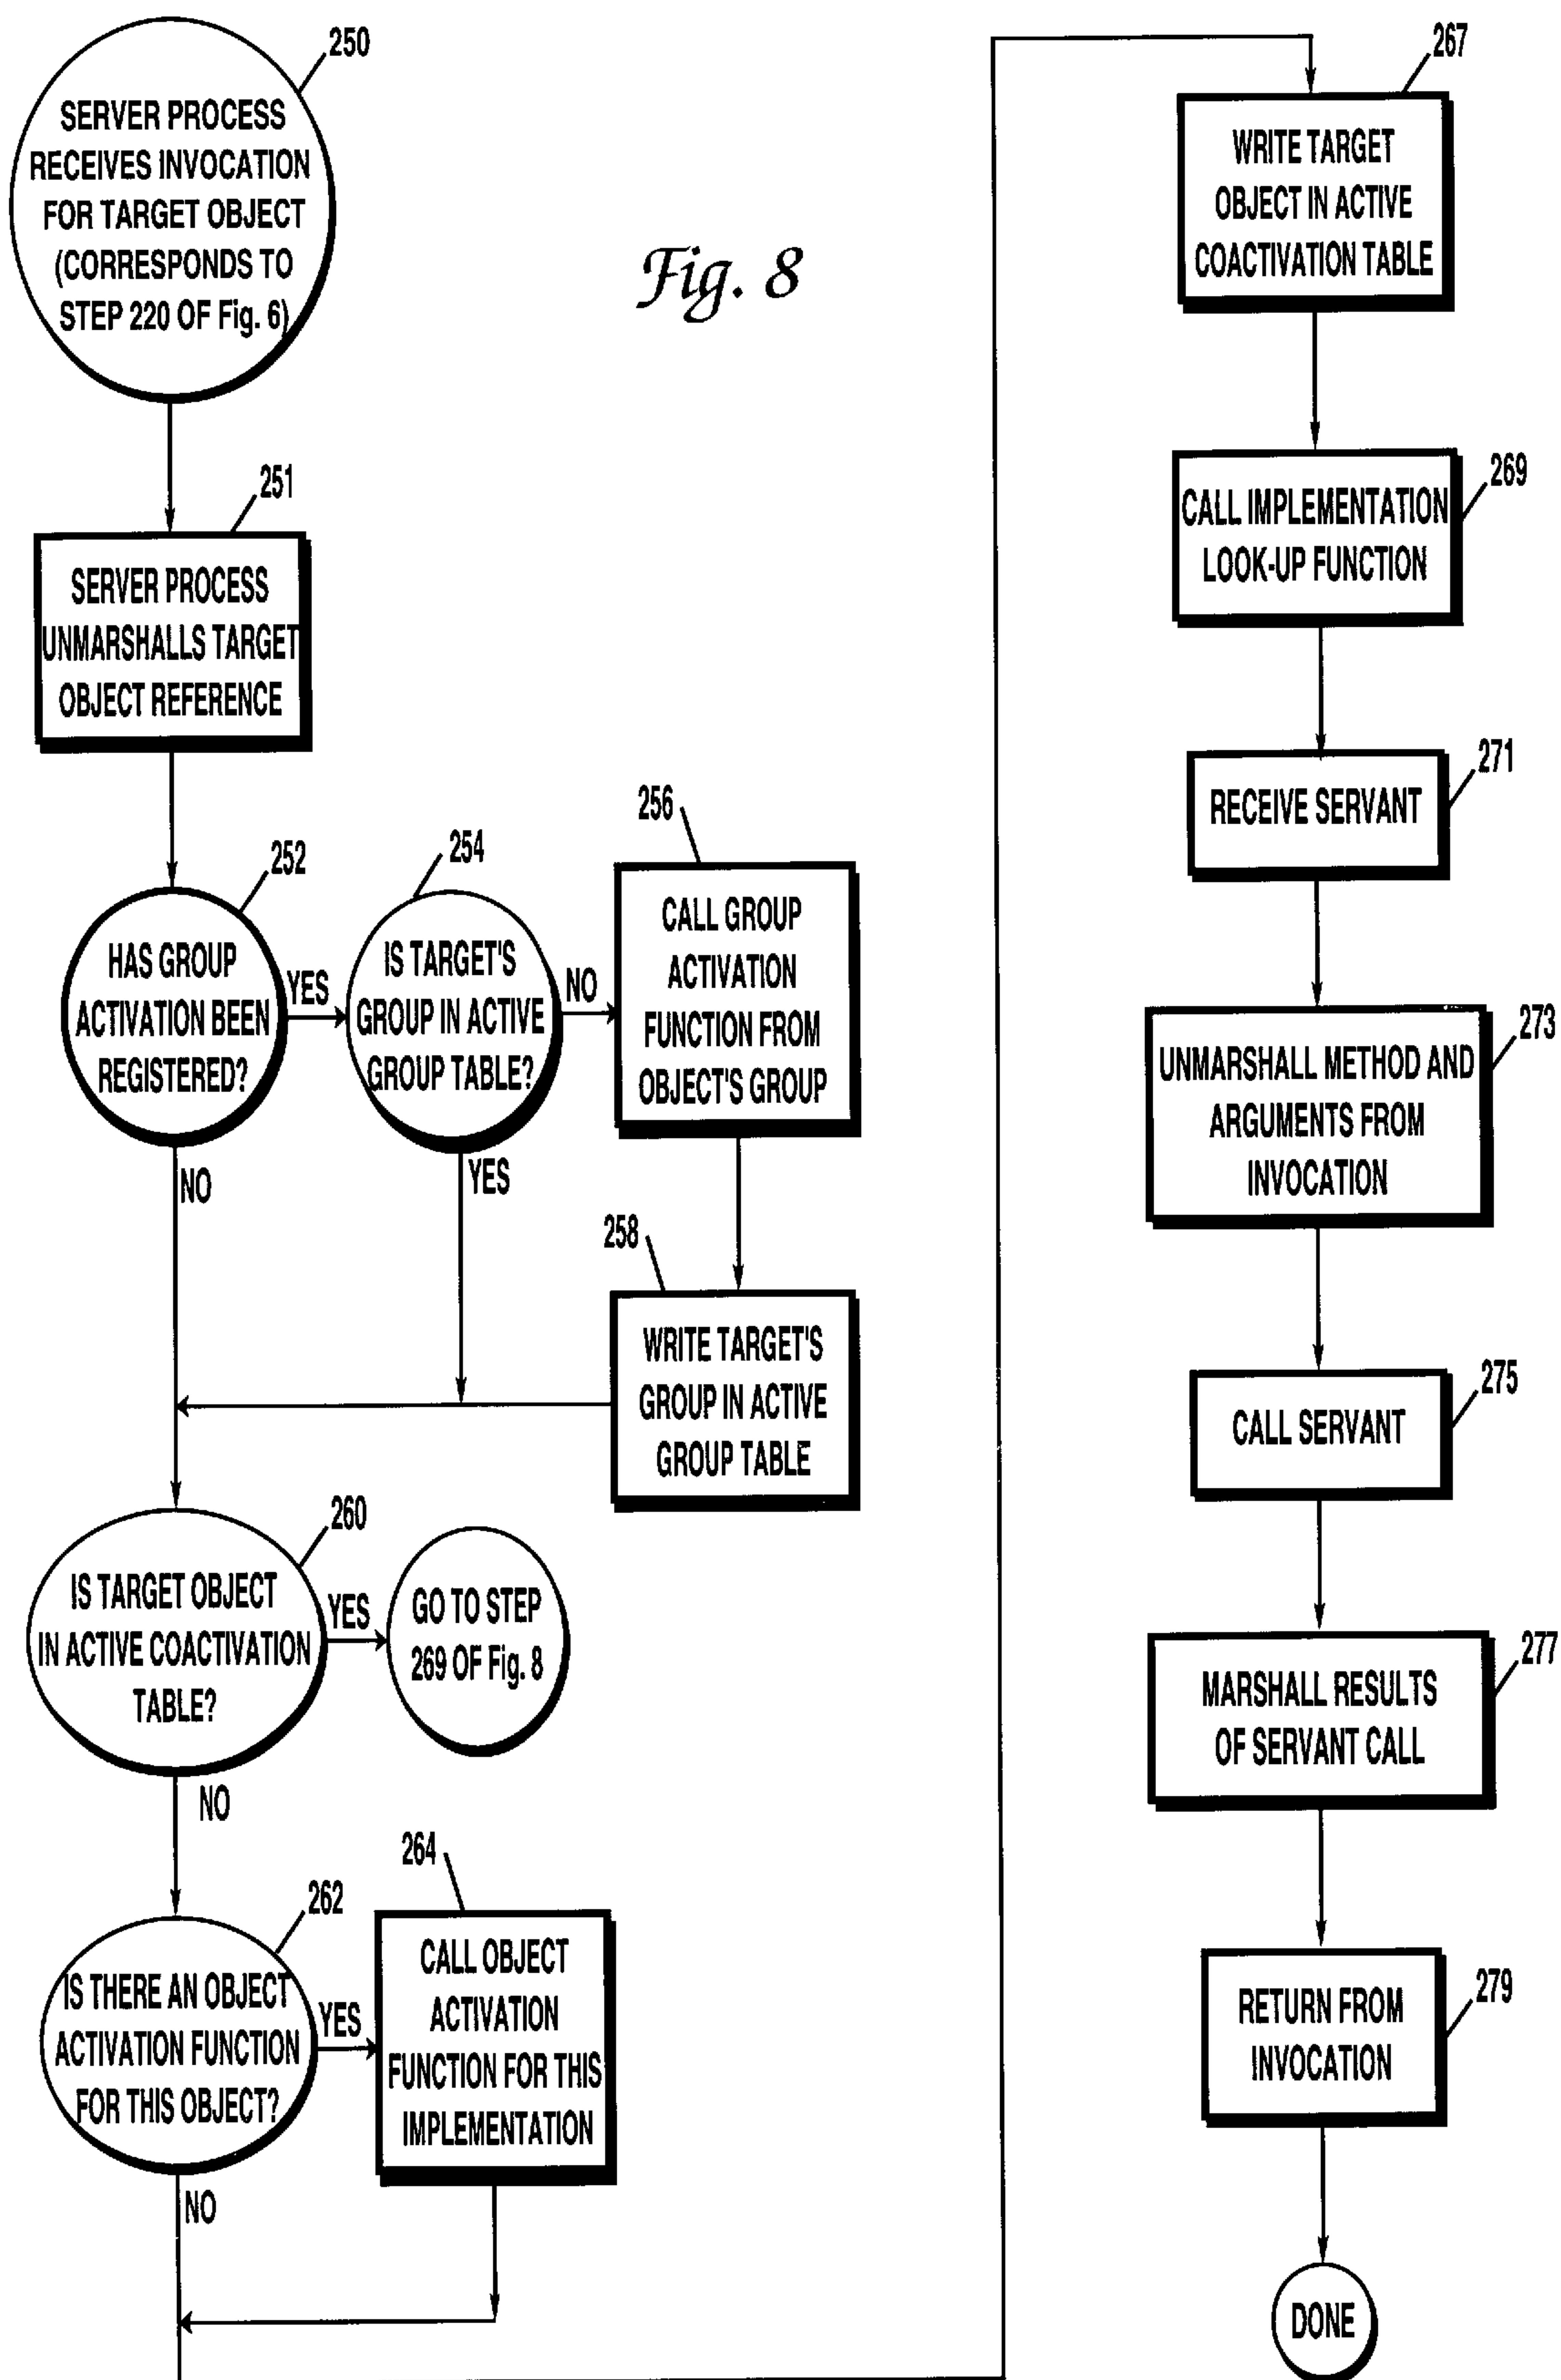 250
SERVER PROCESS
RECEIVES INVOCATION
FOR TARGET OBJECT
(CORRESPONDS TO
STEP 220 OF Fig. 6)
Fig. 8
251
SERVER PROCESS
UNMARSHALLS TARGET
OBJECT REFERENCE
252
HAS GROUP
ACTIVATION BEEN
REGISTERED?
YES
NO
254
IS TARGET'S
GROUP IN ACTIVE
GROUP TABLE?
NO
YES
256
CALL GROUP
ACTIVATION
FUNCTION FROM
OBJECT'S GROUP
258
WRITE TARGET'S
GROUP IN ACTIVE
GROUP TABLE
260
IS TARGET OBJECT
IN ACTIVE COACTIVATION
TABLE?
YES
GO TO STEP
269 OF Fig. 8
NO
262
IS THERE AN OBJECT
ACTIVATION FUNCTION
FOR THIS OBJECT?
YES
NO
264
CALL OBJECT
ACTIVATION
FUNCTION FOR THIS
IMPLEMENTATION
267
WRITE TARGET
OBJECT IN ACTIVE
COACTIVATION TABLE
269
CALL IMPLEMENTATION
LOOK-UP FUNCTION
271
RECEIVE SERVANT
273
UNMARSHALL METHOD AND
ARGUMENTS FROM
INVOCATION
275
CALL SERVANT
277
MARSHALL RESULTS
OF SERVANT CALL
279
RETURN FROM
INVOCATION
DONE